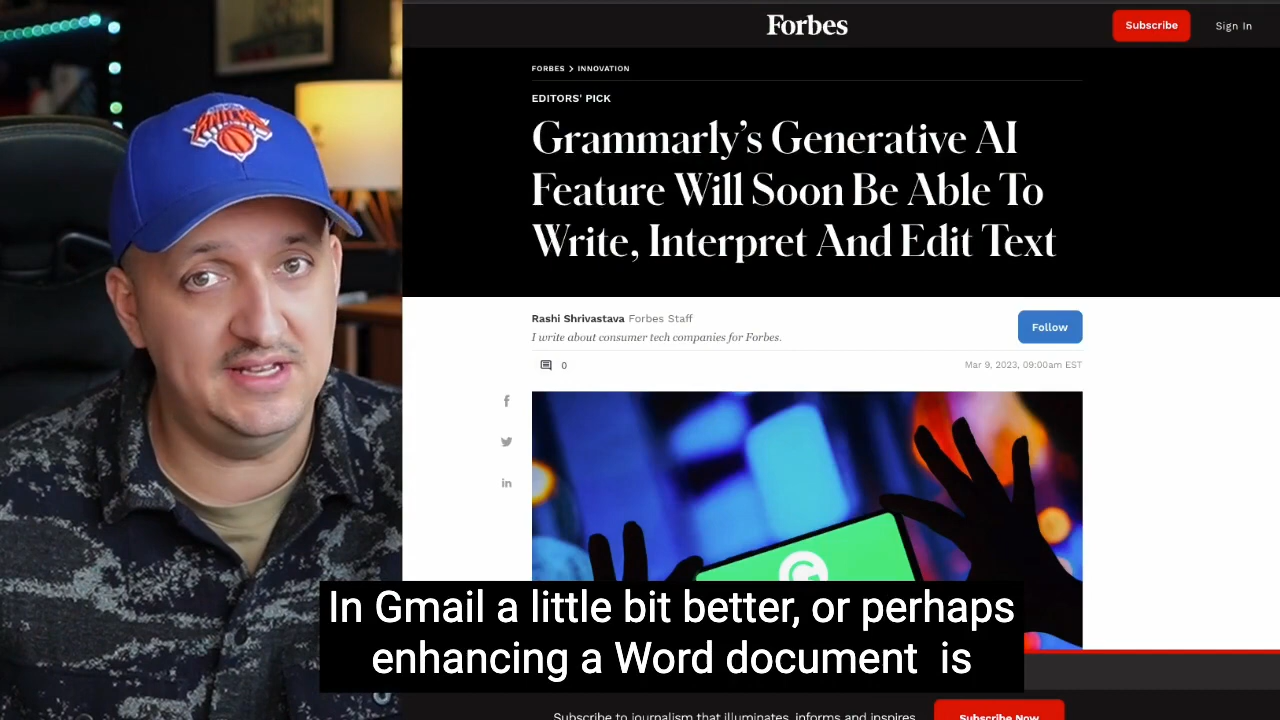 KNICKS
Forbes
Subscribe
Sign In
FORBES > INNOVATION
EDITORS' PICK
Grammarly's Generative AI
Feature Will Soon Be Able To
Write, Interpret And Edit Text
Rashi Shrivastava Forbes Staff
I write about consumer tech companies for Forbes.
Follow
0
Mar 9, 2023, 09:00am EST
f
in
G
In Gmail a little bit better, or perhaps
enhancing a Word document is
Subscribe to journalism that illuminates, informs and inspires.
Subscribe Now